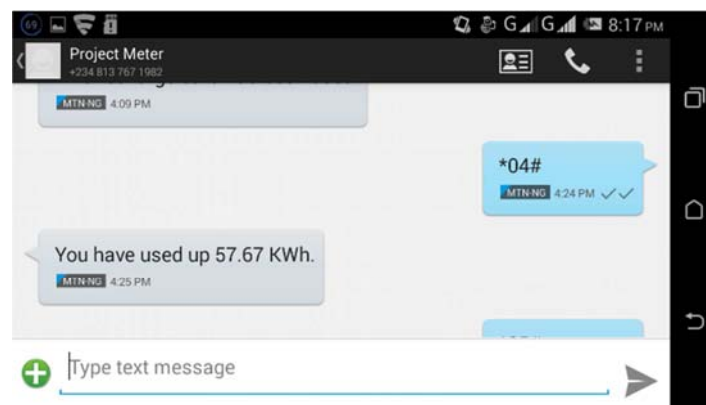 69
G G 8:17 PM
Project Meter
+234 813 767 1982
MTN-NG 4:09 PM
*04#
MTN-NG 4:24 PM
You have used up 57.67 KWh.
MTN-NG 4:25 PM
Type text message